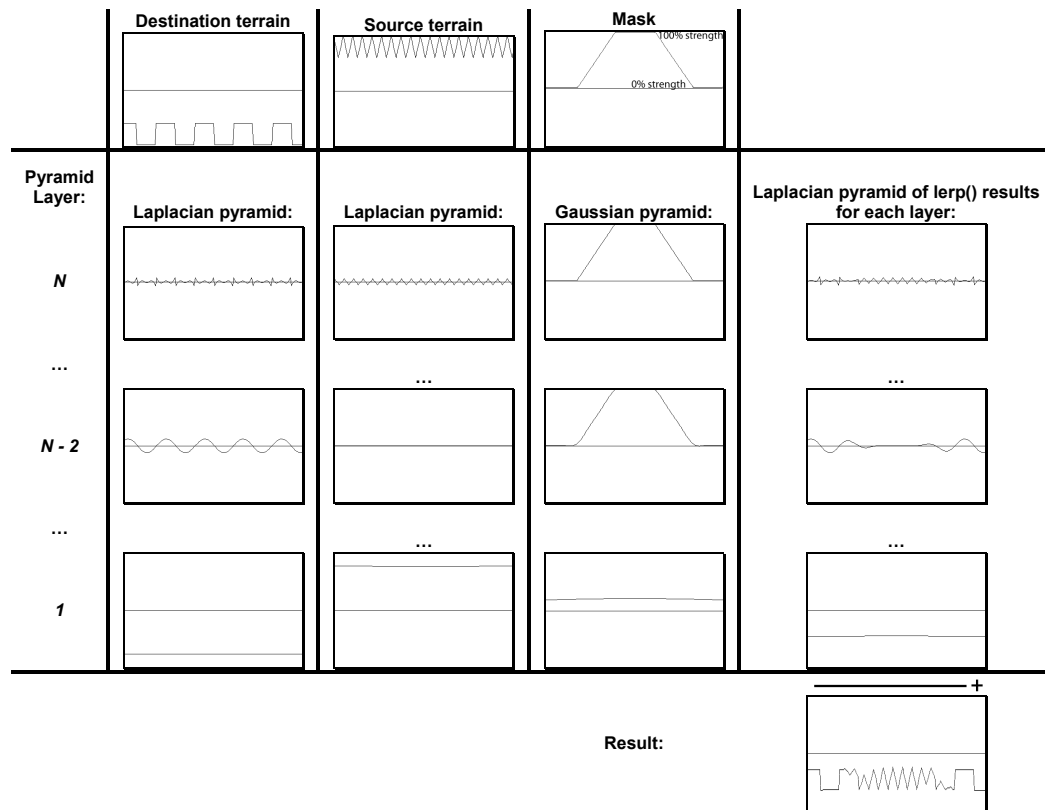 Destination terrain
Source terrain
Mask
100% strength
0% strength
Pyramid
Layer:
Laplacian pyramid:
Laplacian pyramid:
Gaussian pyramid:
Laplacian pyramid of lerp() results
for each layer:
N
...
...
...
N - 2
...
...
...
1
+
Result: